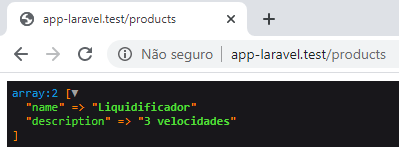 app-laravel.test/products
Não seguro | app-laravel.test/products
array:2 [▼
"name" => "Liquidificador"
"description" => "3 velocidades"
]